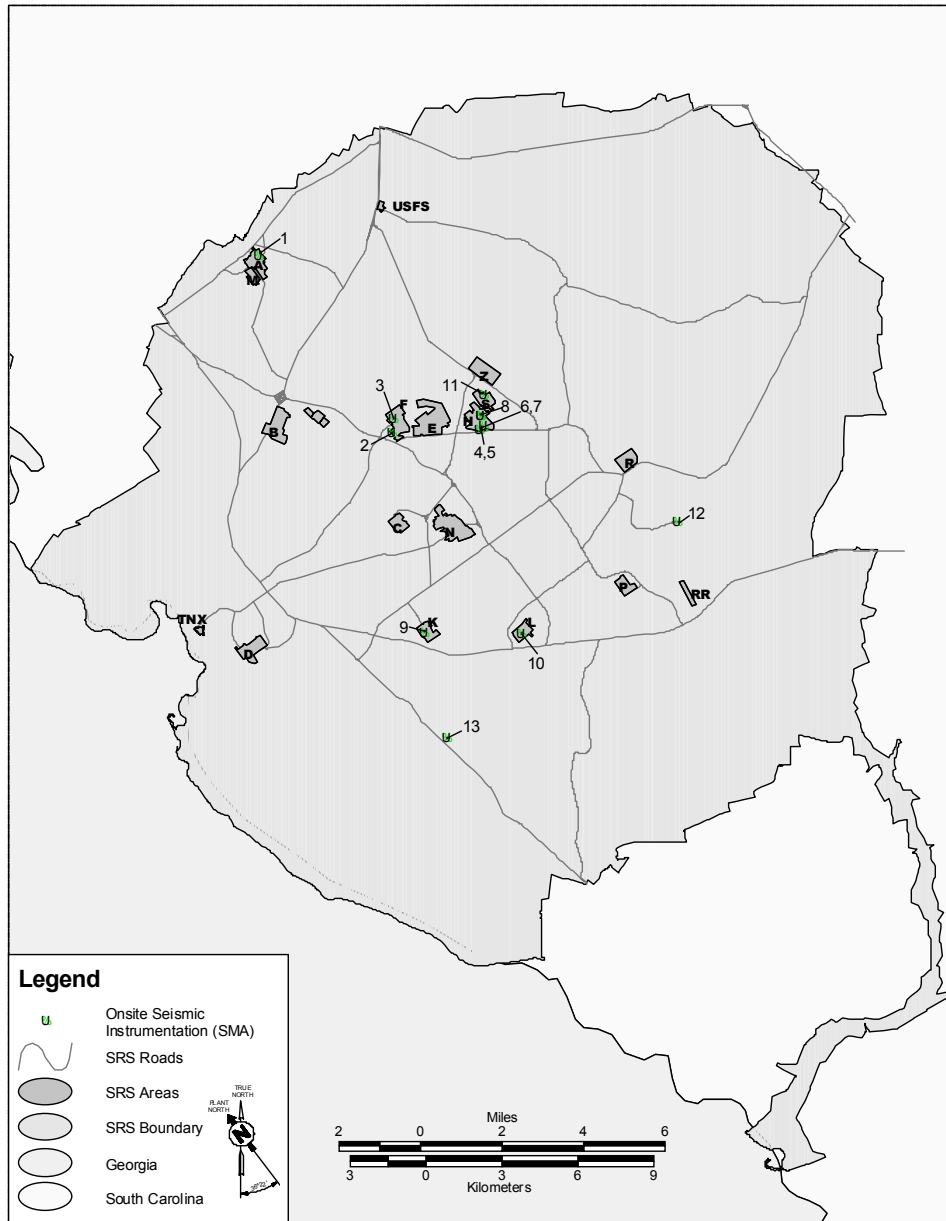 USFS
1
A
M
Z
11
3
F
S
8
6,7
E
H
B
2
4,5
R
12
C
N
P
RR
TNX
9
K
L
D
10
13
Legend
U
Onsite Seismic
Instrumentation (SMA)
SRS Roads
SRS Areas
SRS Boundary
Georgia
South Carolina
TRUE
NORTH
PLANT
NORTH
N
Miles
2 0 2 4 6
3 0 3 6 9
Kilometers